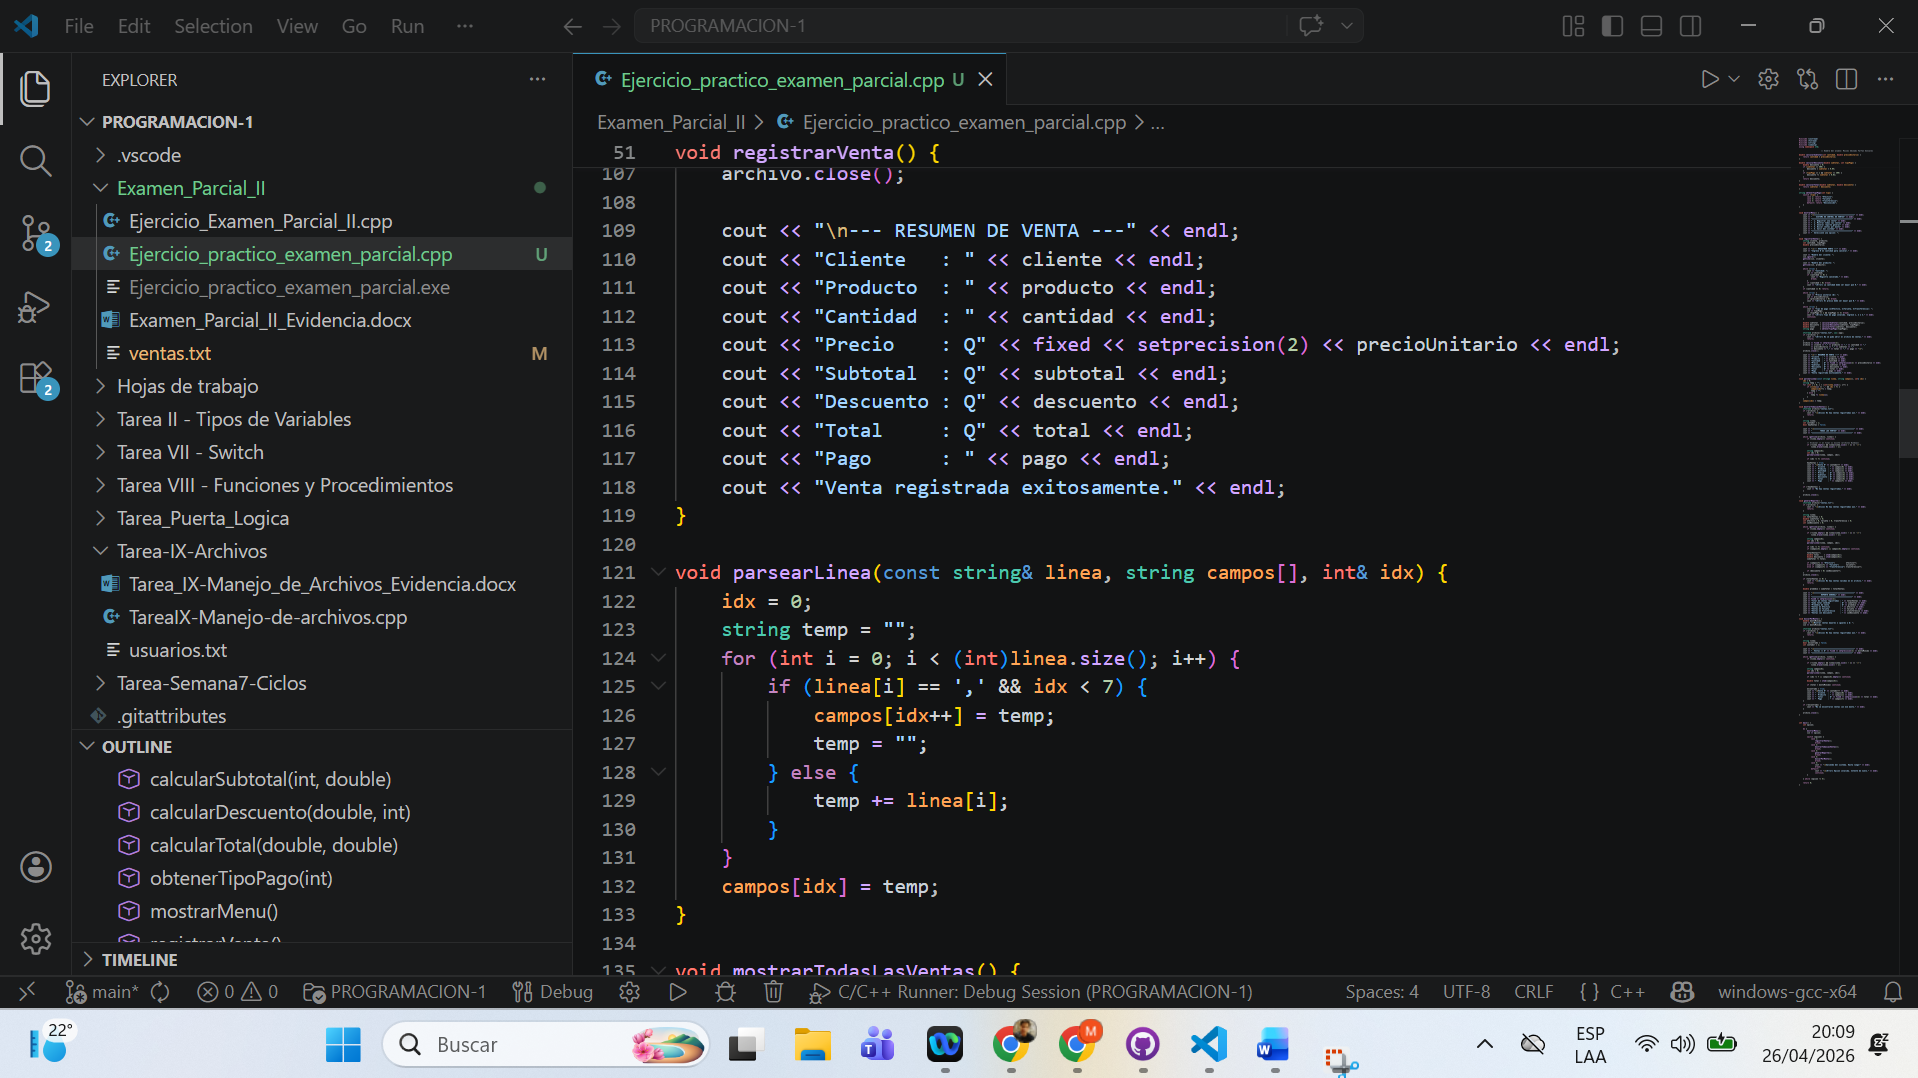 File Edit Selection View Go Run ··· PROGRAMACION-1
EXPLORER ···
PROGRAMACION-1
.vscode
Examen_Parcial_II
Ejercicio_Examen_Parcial_II.cpp
Ejercicio_practico_examen_parcial.cpp U
Ejercicio_practico_examen_parcial.exe
Examen_Parcial_II_Evidencia.docx
ventas.txt M
Hojas de trabajo
Tarea II - Tipos de Variables
Tarea VII - Switch
Tarea VIII - Funciones y Procedimientos
Tarea_Puerta_Logica
Tarea-IX-Archivos
Tarea_IX-Manejo_de_Archivos_Evidencia.docx
TareaIX-Manejo-de-archivos.cpp
usuarios.txt
Tarea-Semana7-Ciclos
.gitattributes
OUTLINE
calcularSubtotal(int, double)
calcularDescuento(double, int)
calcularTotal(double, double)
obtenerTipoPago(int)
mostrarMenu()
registrarVenta()
TIMELINE
2
2
Ejercicio_practico_examen_parcial.cpp U
Examen_Parcial_II > Ejercicio_practico_examen_parcial.cpp > ...
51 void registrarVenta() {
107 archivo.close();
108
109 cout << "\n--- RESUMEN DE VENTA ---" << endl;
110 cout << "Cliente   : " << cliente << endl;
111 cout << "Producto  : " << producto << endl;
112 cout << "Cantidad  : " << cantidad << endl;
113 cout << "Precio    : Q" << fixed << setprecision(2) << precioUnitario << endl;
114 cout << "Subtotal  : Q" << subtotal << endl;
115 cout << "Descuento : Q" << descuento << endl;
116 cout << "Total     : Q" << total << endl;
117 cout << "Pago      : " << pago << endl;
118 cout << "Venta registrada exitosamente." << endl;
119 }
120
121 void parsearLinea(const string& linea, string campos[], int& idx) {
122 idx = 0;
123 string temp = "";
124 for (int i = 0; i < (int)linea.size(); i++) {
125 if (linea[i] == ',' && idx < 7) {
126 campos[idx++] = temp;
127 temp = "";
128 } else {
129 temp += linea[i];
130 }
131 }
132 campos[idx] = temp;
133 }
134
135 void mostrarTodasLasVentas() {
main* 0 0 PROGRAMACION-1 Debug C/C++ Runner: Debug Session (PROGRAMACION-1) Spaces: 4 UTF-8 CRLF {} C++ windows-gcc-x64
22° Buscar M ESP 20:09
LAA 26/04/2026